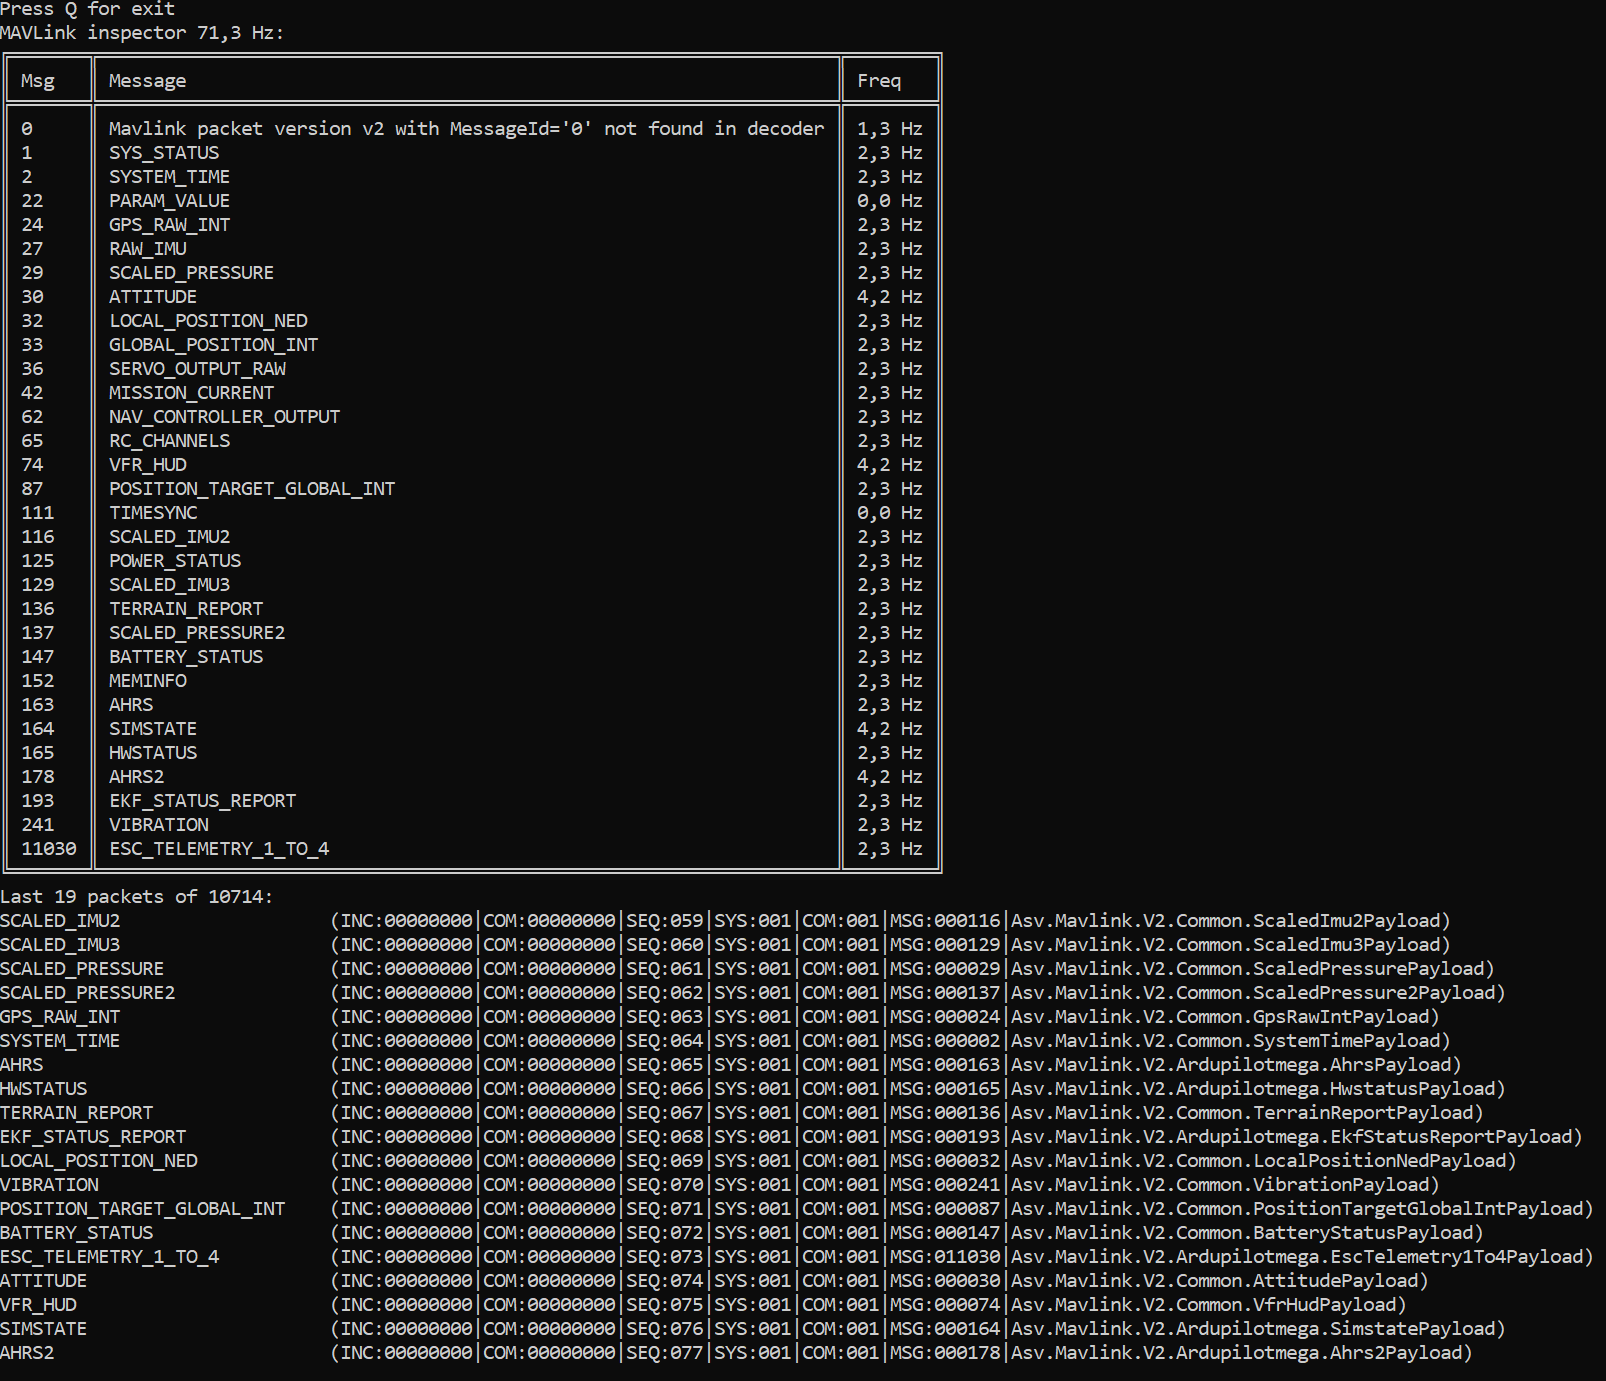 Press Q for exit
MAVLink inspector 71,3 Hz:
Msg Message Freq
0 Mavlink packet version v2 with MessageId='0' not found in decoder 1,3 Hz
1 SYS_STATUS 2,3 Hz
2 SYSTEM_TIME 2,3 Hz
22 PARAM_VALUE 0,0 Hz
24 GPS_RAW_INT 2,3 Hz
27 RAW_IMU 2,3 Hz
29 SCALED_PRESSURE 2,3 Hz
30 ATTITUDE 4,2 Hz
32 LOCAL_POSITION_NED 2,3 Hz
33 GLOBAL_POSITION_INT 2,3 Hz
36 SERVO_OUTPUT_RAW 2,3 Hz
42 MISSION_CURRENT 2,3 Hz
62 NAV_CONTROLLER_OUTPUT 2,3 Hz
65 RC_CHANNELS 2,3 Hz
74 VFR_HUD 4,2 Hz
87 POSITION_TARGET_GLOBAL_INT 2,3 Hz
111 TIMESYNC 0,0 Hz
116 SCALED_IMU2 2,3 Hz
125 POWER_STATUS 2,3 Hz
129 SCALED_IMU3 2,3 Hz
136 TERRAIN_REPORT 2,3 Hz
137 SCALED_PRESSURE2 2,3 Hz
147 BATTERY_STATUS 2,3 Hz
152 MEMINFO 2,3 Hz
163 AHRS 2,3 Hz
164 SIMSTATE 4,2 Hz
165 HWSTATUS 2,3 Hz
178 AHRS2 4,2 Hz
193 EKF_STATUS_REPORT 2,3 Hz
241 VIBRATION 2,3 Hz
11030 ESC_TELEMETRY_1_TO_4 2,3 Hz
Last 19 packets of 10714:
SCALED_IMU2 (INC:00000000|COM:00000000|SEQ:059|SYS:001|COM:001|MSG:000116|Asv.Mavlink.V2.Common.ScaledImu2Payload)
SCALED_IMU3 (INC:00000000|COM:00000000|SEQ:060|SYS:001|COM:001|MSG:000129|Asv.Mavlink.V2.Common.ScaledImu3Payload)
SCALED_PRESSURE (INC:00000000|COM:00000000|SEQ:061|SYS:001|COM:001|MSG:000029|Asv.Mavlink.V2.Common.ScaledPressurePayload)
SCALED_PRESSURE2 (INC:00000000|COM:00000000|SEQ:062|SYS:001|COM:001|MSG:000137|Asv.Mavlink.V2.Common.ScaledPressure2Payload)
GPS_RAW_INT (INC:00000000|COM:00000000|SEQ:063|SYS:001|COM:001|MSG:000024|Asv.Mavlink.V2.Common.GpsRawIntPayload)
SYSTEM_TIME (INC:00000000|COM:00000000|SEQ:064|SYS:001|COM:001|MSG:000002|Asv.Mavlink.V2.Common.SystemTimePayload)
AHRS (INC:00000000|COM:00000000|SEQ:065|SYS:001|COM:001|MSG:000163|Asv.Mavlink.V2.Ardupilotmega.AhrsPayload)
HWSTATUS (INC:00000000|COM:00000000|SEQ:066|SYS:001|COM:001|MSG:000165|Asv.Mavlink.V2.Ardupilotmega.HwstatusPayload)
TERRAIN_REPORT (INC:00000000|COM:00000000|SEQ:067|SYS:001|COM:001|MSG:000136|Asv.Mavlink.V2.Common.TerrainReportPayload)
EKF_STATUS_REPORT (INC:00000000|COM:00000000|SEQ:068|SYS:001|COM:001|MSG:000193|Asv.Mavlink.V2.Ardupilotmega.EkfStatusReportPayload)
LOCAL_POSITION_NED (INC:00000000|COM:00000000|SEQ:069|SYS:001|COM:001|MSG:000032|Asv.Mavlink.V2.Common.LocalPositionNedPayload)
VIBRATION (INC:00000000|COM:00000000|SEQ:070|SYS:001|COM:001|MSG:000241|Asv.Mavlink.V2.Common.VibrationPayload)
POSITION_TARGET_GLOBAL_INT (INC:00000000|COM:00000000|SEQ:071|SYS:001|COM:001|MSG:000087|Asv.Mavlink.V2.Common.PositionTargetGlobalIntPayload)
BATTERY_STATUS (INC:00000000|COM:00000000|SEQ:072|SYS:001|COM:001|MSG:000147|Asv.Mavlink.V2.Common.BatteryStatusPayload)
ESC_TELEMETRY_1_TO_4 (INC:00000000|COM:00000000|SEQ:073|SYS:001|COM:001|MSG:011030|Asv.Mavlink.V2.Ardupilotmega.EscTelemetry1To4Payload)
ATTITUDE (INC:00000000|COM:00000000|SEQ:074|SYS:001|COM:001|MSG:000030|Asv.Mavlink.V2.Common.AttitudePayload)
VFR_HUD (INC:00000000|COM:00000000|SEQ:075|SYS:001|COM:001|MSG:000074|Asv.Mavlink.V2.Common.VfrHudPayload)
SIMSTATE (INC:00000000|COM:00000000|SEQ:076|SYS:001|COM:001|MSG:000164|Asv.Mavlink.V2.Ardupilotmega.SimstatePayload)
AHRS2 (INC:00000000|COM:00000000|SEQ:077|SYS:001|COM:001|MSG:000178|Asv.Mavlink.V2.Ardupilotmega.Ahrs2Payload)